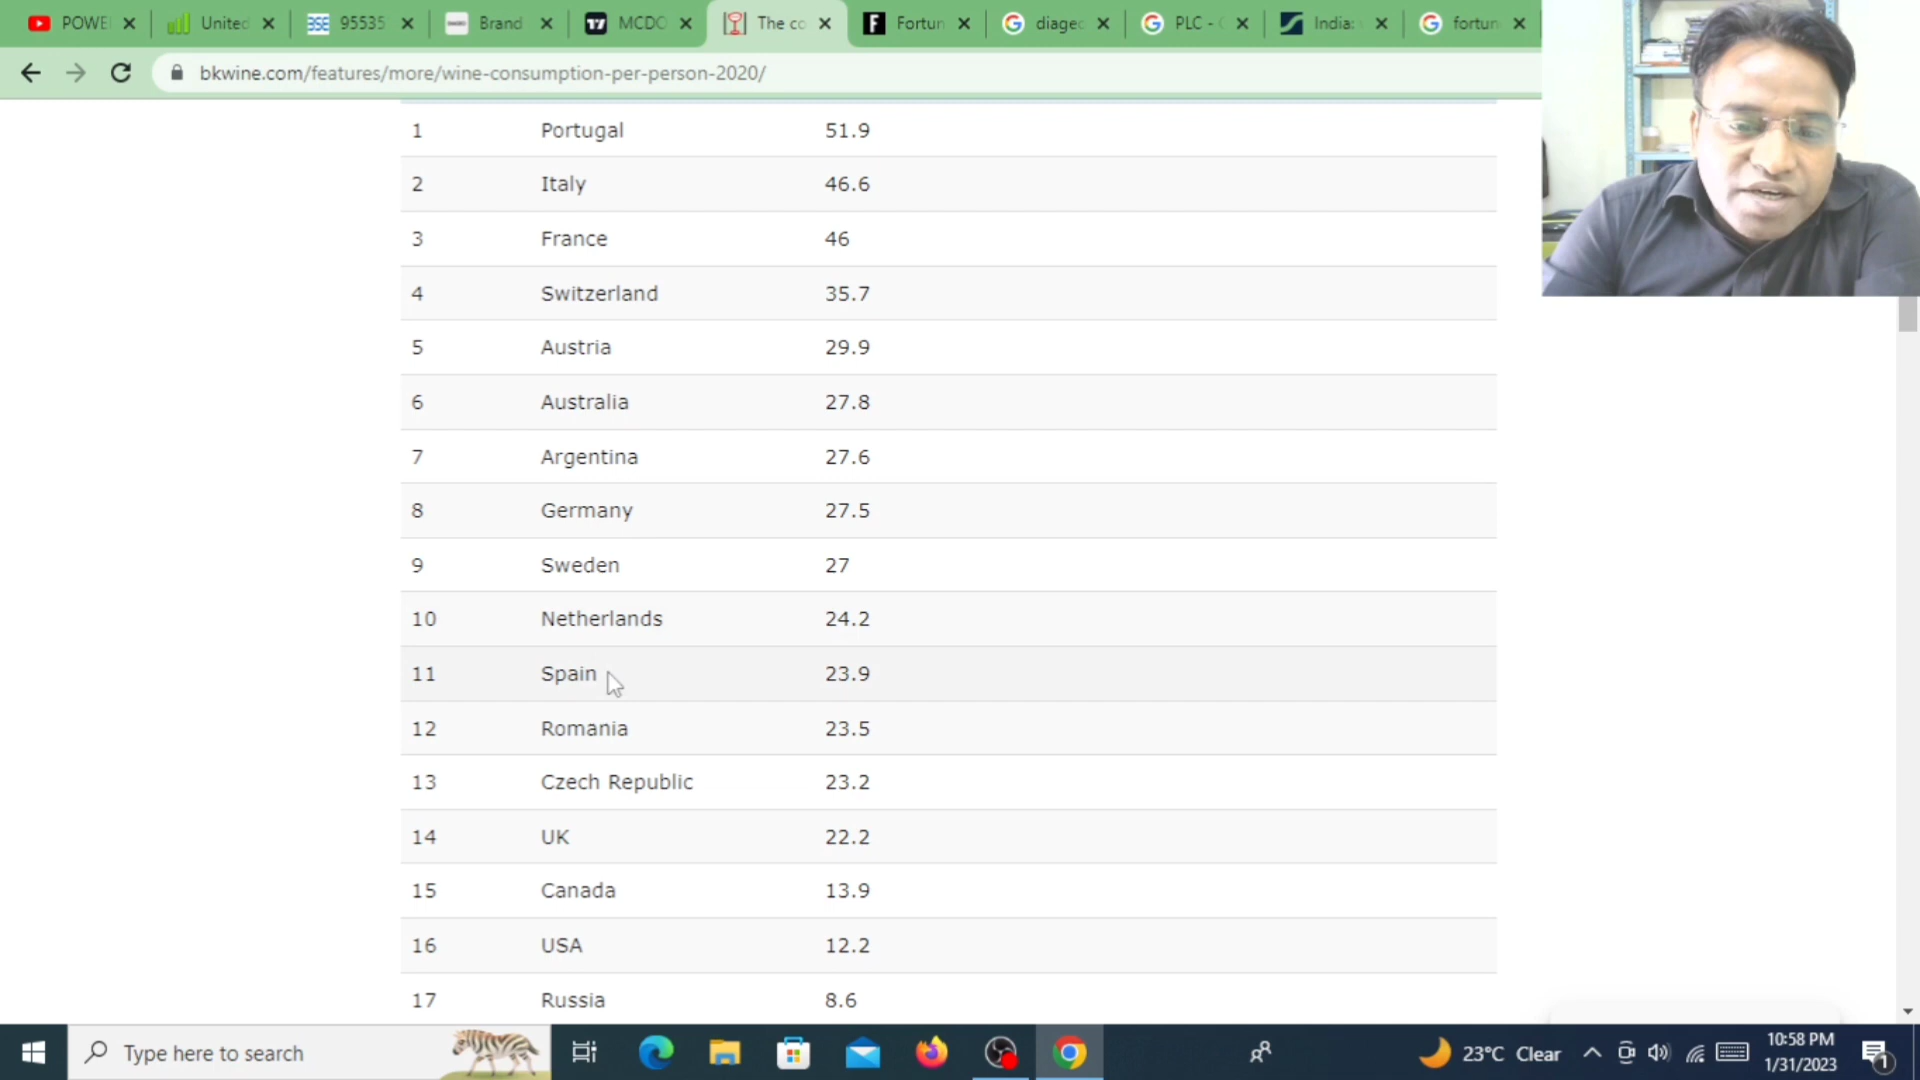 POWE United 95535 Brand MCDO The co Fortun diagec PLC - India: fortun
bkwine.com/features/more/wine-consumption-per-person-2020/
1 Portugal 51.9
2 Italy 46.6
3 France 46
4 Switzerland 35.7
5 Austria 29.9
6 Australia 27.8
7 Argentina 27.6
8 Germany 27.5
9 Sweden 27
10 Netherlands 24.2
11 Spain 23.9
12 Romania 23.5
13 Czech Republic 23.2
14 UK 22.2
15 Canada 13.9
16 USA 12.2
17 Russia 8.6
Type here to search 23°C Clear 10:58 PM
1/31/2023 1